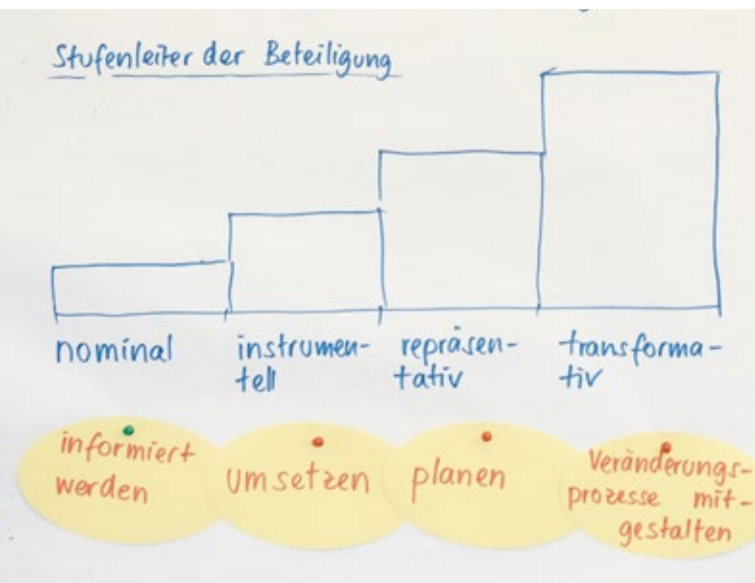 Stufenleiter der Beteiligung
nominal
instrumen-
tell
repräsen-
tativ
transforma-
tiv
informiert
werden
umsetzen
planen
Veränderungs-
prozesse mit-
gestalten